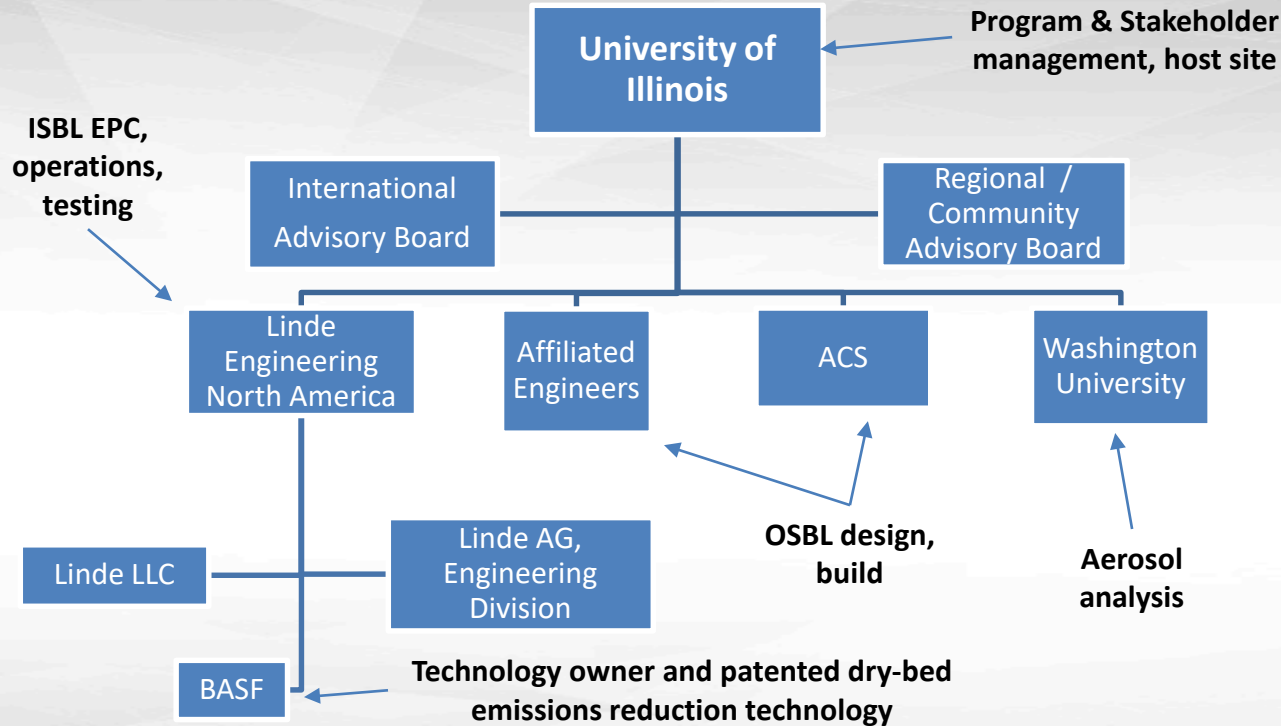 University of
Illinois
Program & Stakeholder
management, host site
ISBL EPC,
operations,
testing
International
Advisory Board
Regional /
Community
Advisory Board
Linde
Engineering
North America
Affiliated
Engineers
ACS
Washington
University
OSBL design,
build
Aerosol
analysis
Linde LLC
Linde AG,
Engineering
Division
BASF
Technology owner and patented dry-bed
emissions reduction technology